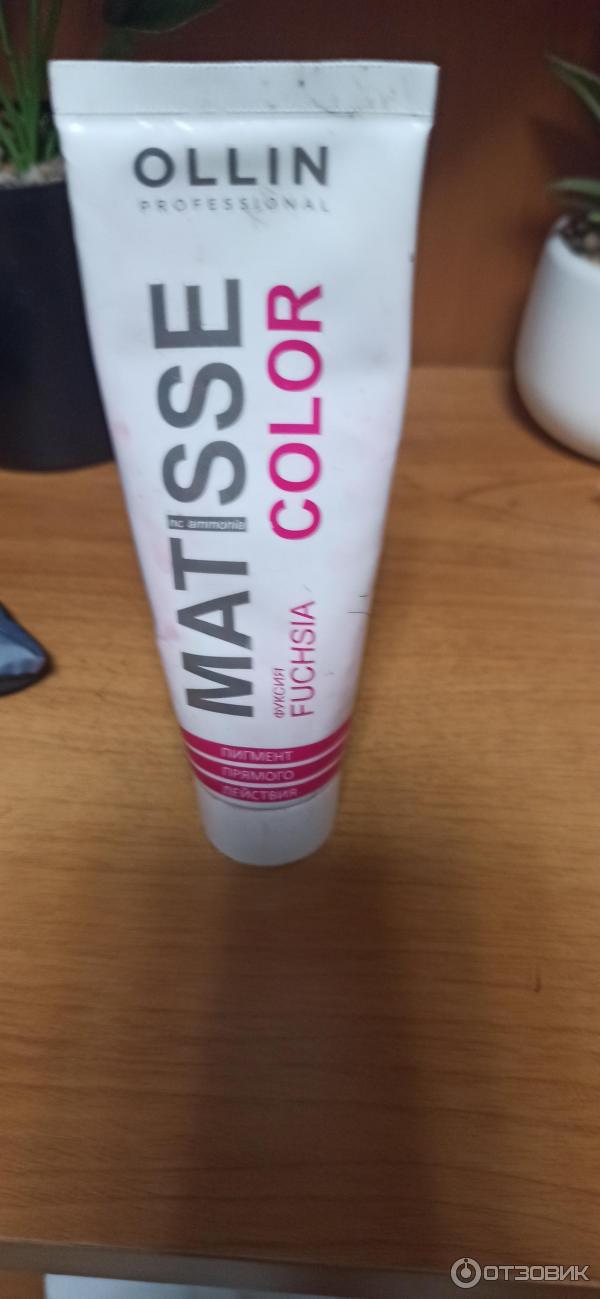 OLLIN
PROFESSIONAL
MATISSE
no ammonia
COLOR
ФУКСИЯ
FUCHSIA
ПИГМЕНТ
ПРЯМОГО
ДЕЙСТВИЯ
ОТЗОВИК